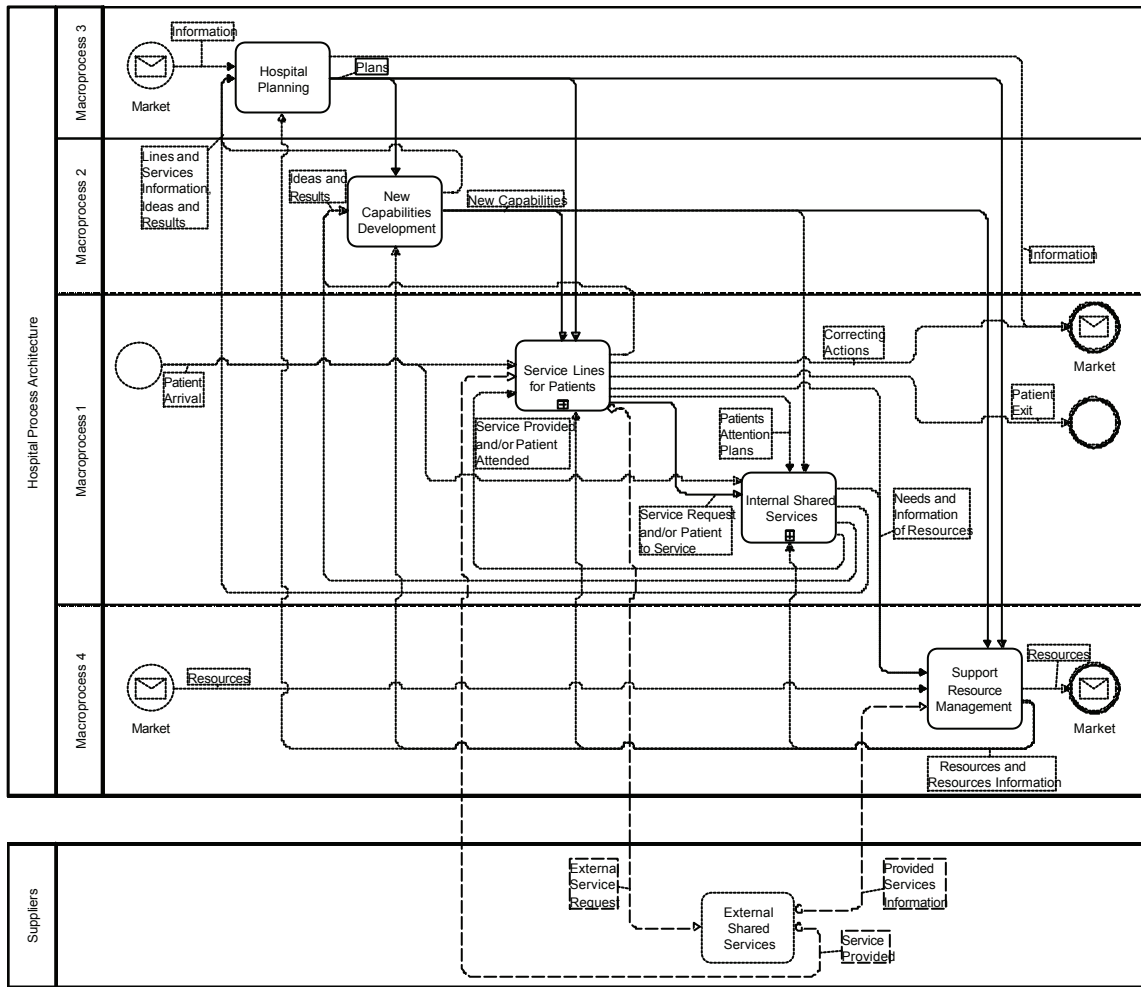 Hospital Process Architecture
Macroprocess 3
Information
Market
Hospital
Planning
Plans
Macroprocess 2
Lines and
Services
Information,
Ideas and
Results
Ideas and
Results
New
Capabilities
Development
New Capabilities
Information
Macroprocess 1
Patient
Arrival
Service Lines
for Patients
Correcting
Actions
Market
Patient
Exit
Service Provided
and/or Patient
Attended
Patients
Attention
Plans
Service Request
and/or Patient
to Service
Internal Shared
Services
Needs and
Information
of Resources
Macroprocess 4
Resources
Market
Support
Resource
Management
Resources
Market
Resources and
Resources Information
Suppliers
External
Service
Request
External
Shared
Services
Provided
Services
Information
Service
Provided